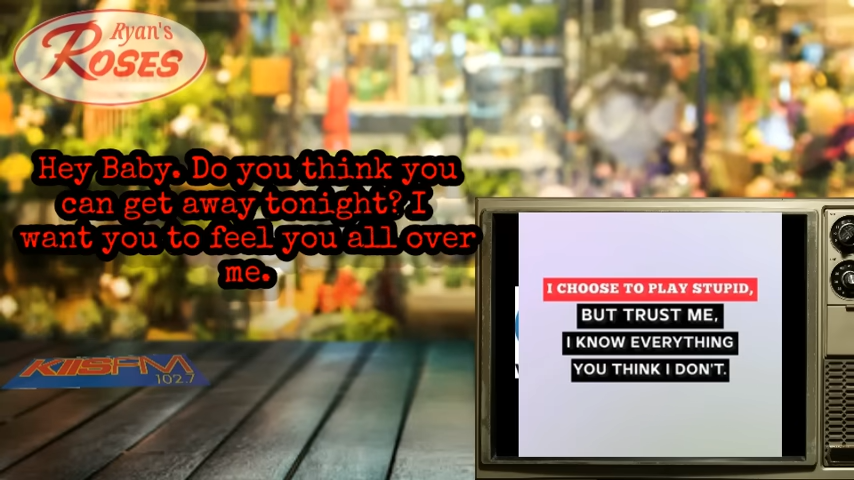 Ryan's
ROSES
Hey Baby. Do you think you
can get away tonight? I
want you to feel you all over
me.
I CHOOSE TO PLAY STUPID,
BUT TRUST ME,
I KNOW EVERYTHING
YOU THINK I DON'T.
KIISFM
102.7